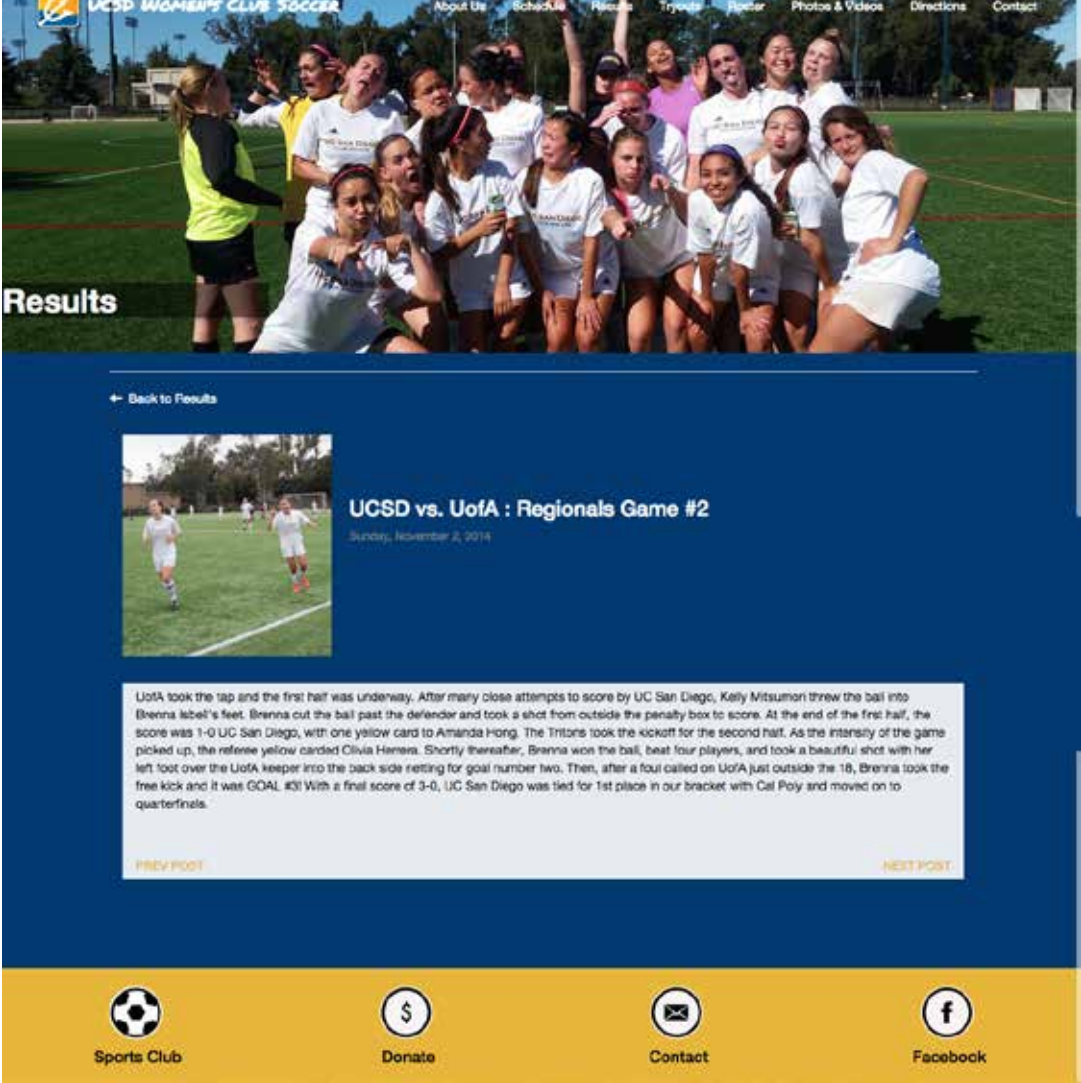 UCSD WOMEN'S CLUB SOCCER
About Us Schedule Results Tryouts Roster Photos & Videos Directions Contact
UC SAN DIEGO
Results
← Back to Results
UCSD vs. UofA : Regionals Game #2
Sunday, November 2, 2014
UofA took the tap and the first half was underway. After many close attempts to score by UC San Diego, Kelly Mitsumori threw the ball into
Brenna Isbell's feet. Brenna cut the ball past the defender and took a shot from outside the penalty box to score. At the end of the first half, the
score was 1-0 UC San Diego, with one yellow card to Amanda Hong. The Tritons took the kickoff for the second half. As the intensity of the game
picked up, the referee yellow carded Olivia Herrera. Shortly thereafter, Brenna won the ball, beat four players, and took a beautiful shot with her
left foot over the UofA keeper into the back side netting for goal number two. Then, after a foul called on UofA just outside the 18, Brenna took the
free kick and it was GOAL #3! With a final score of 3-0, UC San Diego was tied for 1st place in our bracket with Cal Poly and moved on to
quarterfinals.
PREV POST NEXT POST
Sports Club Donate Contact Facebook